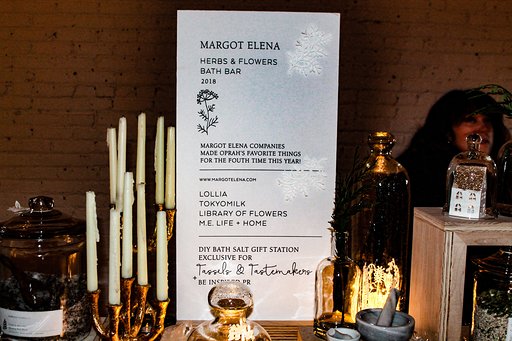 MARGOT ELENA
HERBS & FLOWERS
BATH BAR
2018
MARGOT ELENA COMPANIES
MADE OPRAH'S FAVORITE THINGS
FOR THE FOUTH TIME THIS YEAR!
WWW.MARGOTELENA.COM
LOLLIA
TOKYOMILK
LIBRARY OF FLOWERS
M.E. LIFE + HOME
DIY BATH SALT GIFT STATION
EXCLUSIVE FOR
Tassels & Tastemakers
+ BE INSPIRED PR